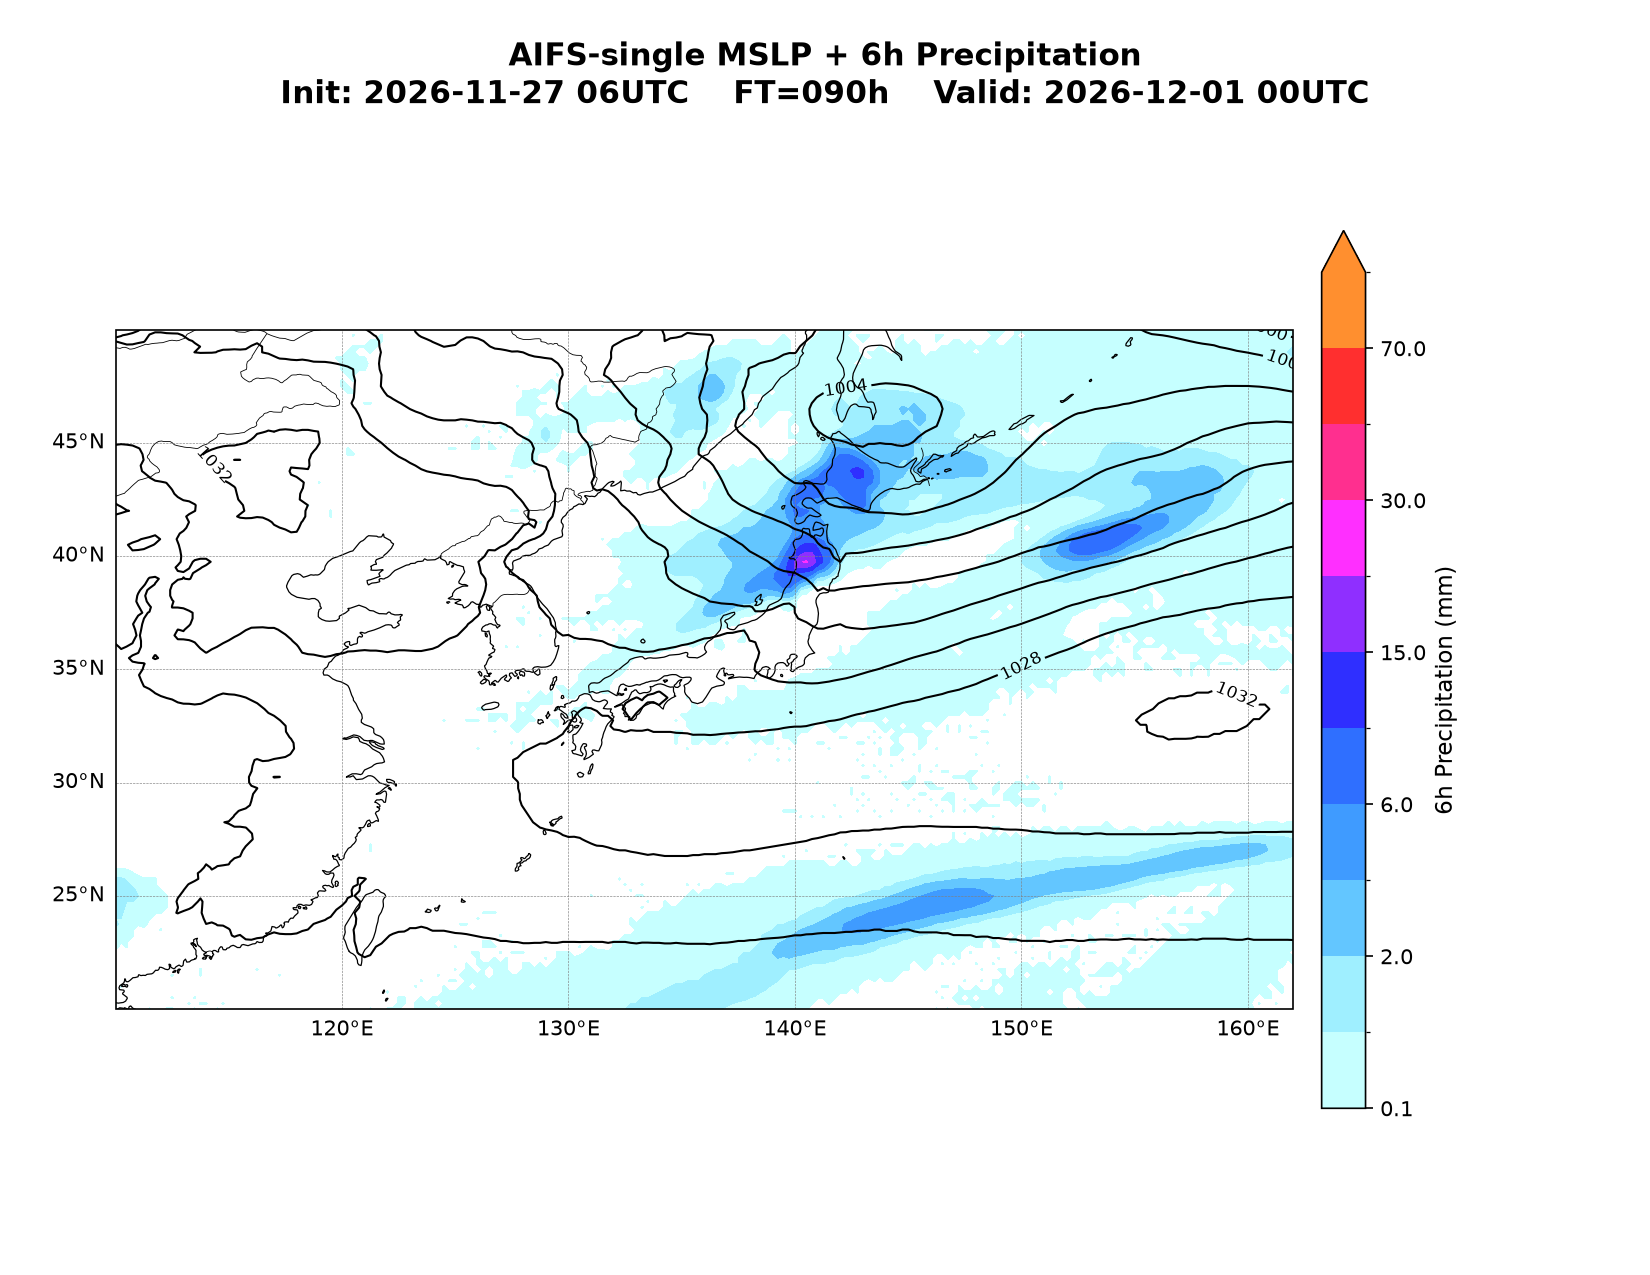 AIFS-single MSLP + 6h Precipitation
Init: 2026-11-27 06UTC    FT=090h    Valid: 2026-12-01 00UTC
1004
1032
1028
1032
45°N
40°N
35°N
30°N
25°N
120°E
130°E
140°E
150°E
160°E
70.0
30.0
15.0
6.0
2.0
0.1
6h Precipitation (mm)